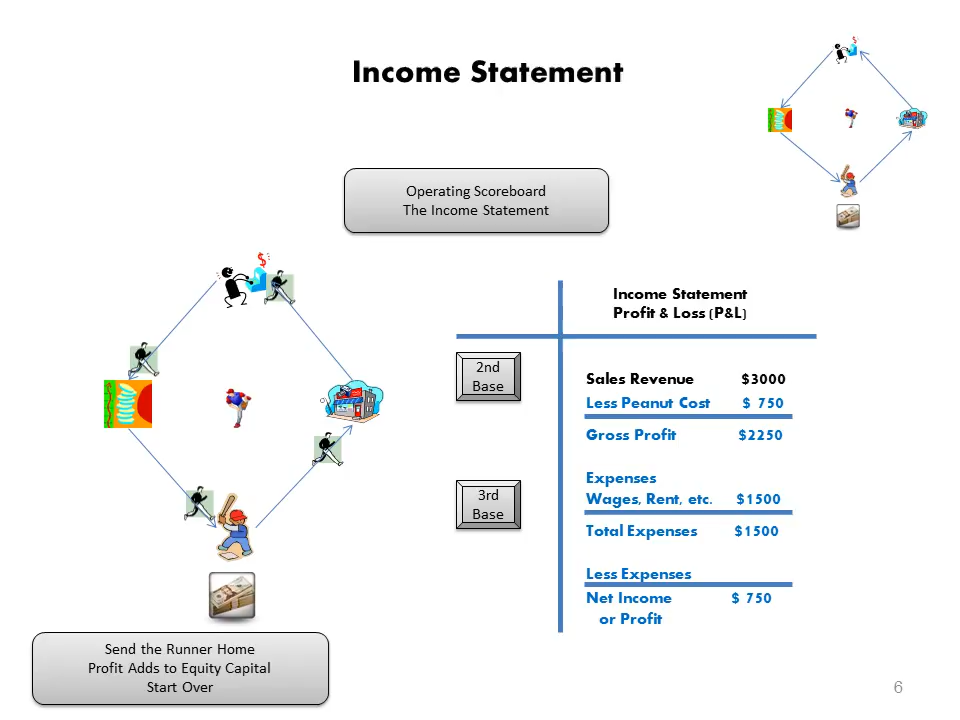 Income Statement
Operating Scoreboard
The Income Statement
$
$
Income Statement
Profit & Loss (P&L)
2nd
Base
Sales Revenue $3000
Less Peanut Cost $ 750
Gross Profit $2250
3rd
Base
Expenses
Wages, Rent, etc. $1500
Total Expenses $1500
Less Expenses
Net Income $ 750
or Profit
Send the Runner Home
Profit Adds to Equity Capital
Start Over
6